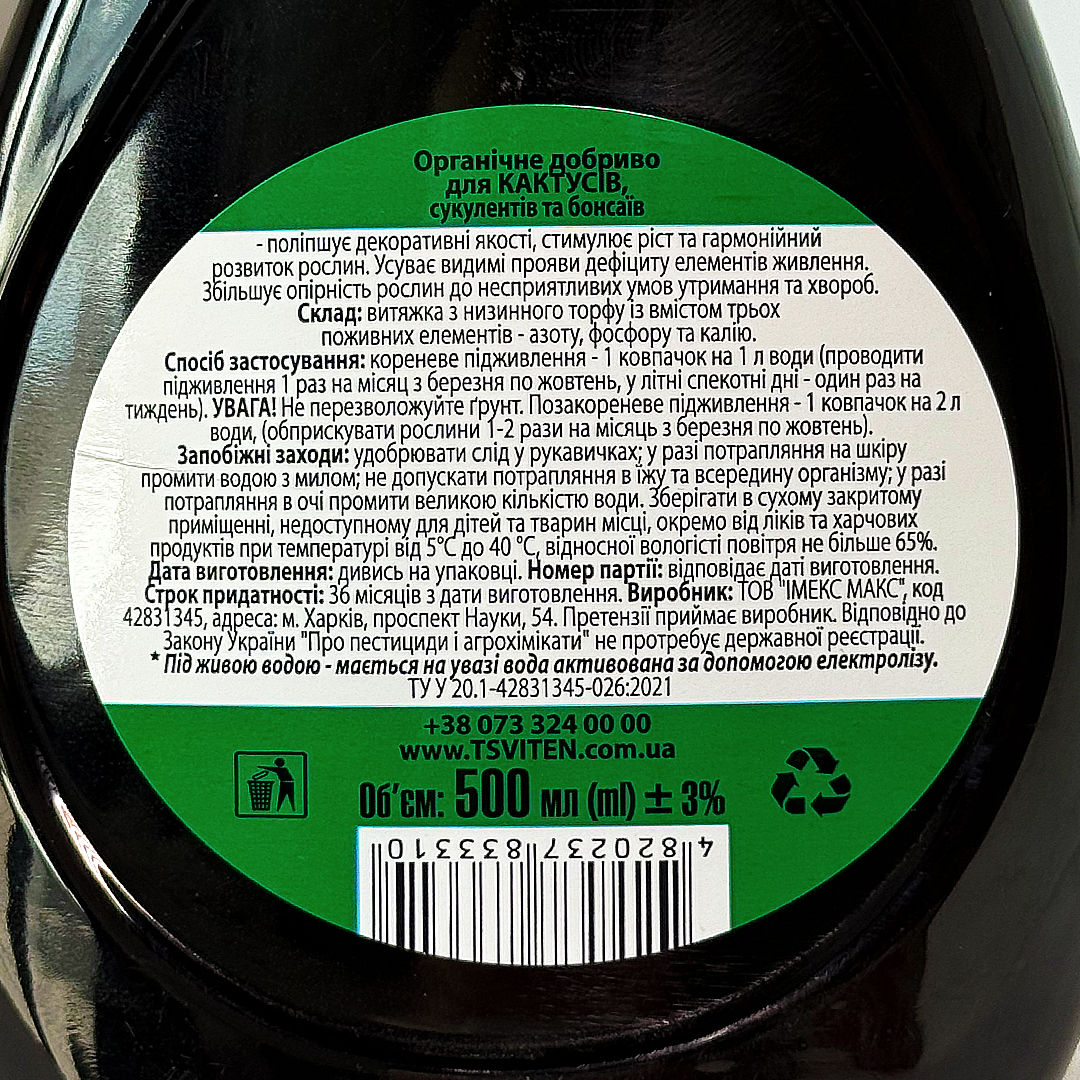 Органічне добриво
для КАКТУСІВ,
сукулентів та бонсаїв
- поліпшує декоративні якості, стимулює ріст та гармонійний
розвиток рослин. Усуває видимі прояви дефіциту елементів живлення.
Збільшує опірність рослин до несприятливих умов утримання та хвороб.
Склад: витяжка з низинного торфу із вмістом трьох
поживних елементів - азоту, фосфору та калію.
Спосіб застосування: кореневе підживлення - 1 ковпачок на 1 л води (проводити
підживлення 1 раз на місяц з березня по жовтень, у літні спекотні дні - один раз на
тиждень). УВАГА! Не перезволожуйте ґрунт. Позакореневе підживлення - 1 ковпачок на 2 л
води, (обприскувати рослини 1-2 рази на місяць з березня по жовтень).
Запобіжні заходи: удобрювати слід у рукавичках; у разі потрапляння на шкіру
промити водою з милом; не допускати потрапляння в їжу та всередину організму; у разі
потрапляння в очі промити великою кількістю води. Зберігати в сухому закритому
приміщенні, недоступному для дітей та тварин місці, окремо від ліків та харчових
продуктів при температурі від 5°С до 40 °С, відносної вологісті повітря не більше 65%.
Дата виготовлення: дивись на упаковці. Номер партії: відповідає даті виготовлення.
Строк придатності: 36 місяців з дати виготовлення. Виробник: ТОВ "ІМЕКС МАКС", код
42831345, адреса: м. Харків, проспект Науки, 54. Претензії приймає виробник. Відповідно до
Закону України "Про пестициди і агрохімікати" не протребує державної реєстрації.
* Під живою водою - мається на увазі вода активована за допомогою електролізу.
ТУ У 20.1-42831345-026:2021
+38 073 324 00 00
www.TSVITEN.com.ua
Об'єм: 500 мл (ml) ± 3%
4 820237 833310